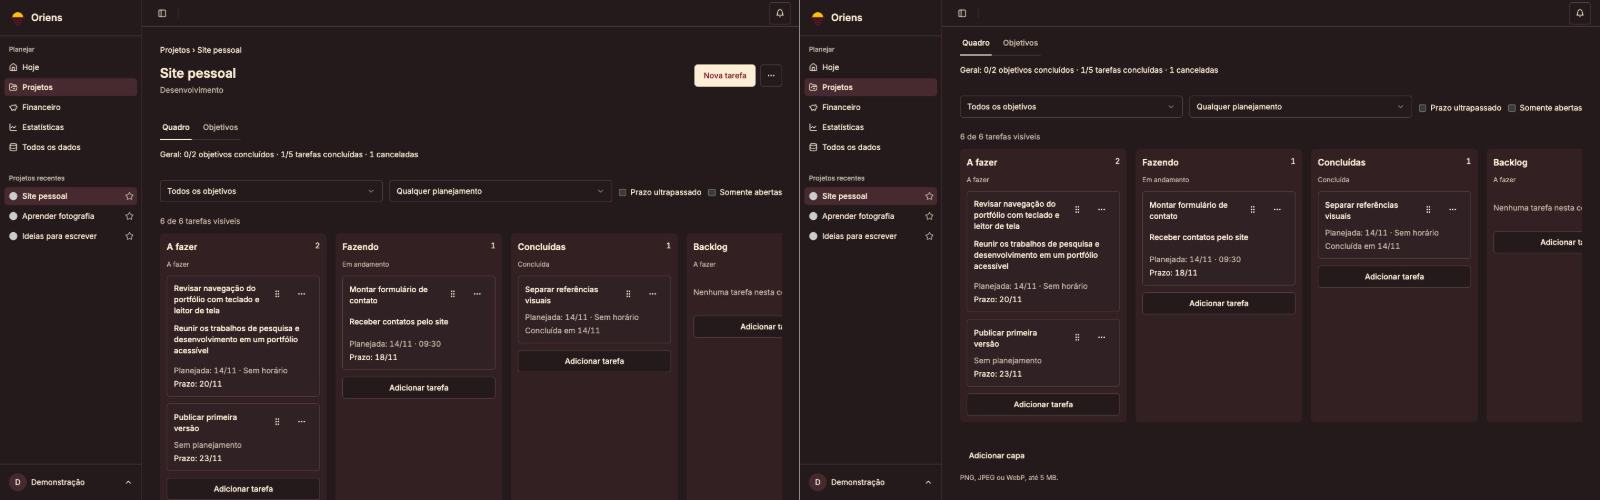 Oriens
Planejar
Hoje
Projetos
Financeiro
Estatísticas
Todos os dados
Projetos recentes
Site pessoal
Aprender fotografia
Ideias para escrever
D Demonstração
Projetos › Site pessoal
Site pessoal
Desenvolvimento
Nova tarefa
Quadro Objetivos
Geral: 0/2 objetivos concluídos · 1/5 tarefas concluídas · 1 canceladas
Todos os objetivos Qualquer planejamento Prazo ultrapassado Somente abertas
6 de 6 tarefas visíveis
A fazer 2
A fazer
Revisar navegação do
portfólio com teclado e
leitor de tela
Reunir os trabalhos de pesquisa e
desenvolvimento em um portfólio
acessível
Planejada: 14/11 · Sem horário
Prazo: 20/11
Publicar primeira
versão
Sem planejamento
Prazo: 23/11
Adicionar tarefa
Fazendo 1
Em andamento
Montar formulário de
contato
Receber contatos pelo site
Planejada: 14/11 · 09:30
Prazo: 18/11
Adicionar tarefa
Concluídas 1
Concluída
Separar referências
visuais
Planejada: 14/11 · Sem horário
Concluída em 14/11
Adicionar tarefa
Backlog
A fazer
Nenhuma tarefa nesta co
Adicionar ta
Oriens
Planejar
Hoje
Projetos
Financeiro
Estatísticas
Todos os dados
Projetos recentes
Site pessoal
Aprender fotografia
Ideias para escrever
D Demonstração
Quadro Objetivos
Geral: 0/2 objetivos concluídos · 1/5 tarefas concluídas · 1 canceladas
Todos os objetivos Qualquer planejamento Prazo ultrapassado Somente abertas
6 de 6 tarefas visíveis
A fazer 2
A fazer
Revisar navegação do
portfólio com teclado e
leitor de tela
Reunir os trabalhos de pesquisa e
desenvolvimento em um portfólio
acessível
Planejada: 14/11 · Sem horário
Prazo: 20/11
Publicar primeira
versão
Sem planejamento
Prazo: 23/11
Adicionar tarefa
Fazendo 1
Em andamento
Montar formulário de
contato
Receber contatos pelo site
Planejada: 14/11 · 09:30
Prazo: 18/11
Adicionar tarefa
Concluídas 1
Concluída
Separar referências
visuais
Planejada: 14/11 · Sem horário
Concluída em 14/11
Adicionar tarefa
Backlog
A fazer
Nenhuma tarefa nesta co
Adicionar ta
Adicionar capa
PNG, JPEG ou WebP, até 5 MB.